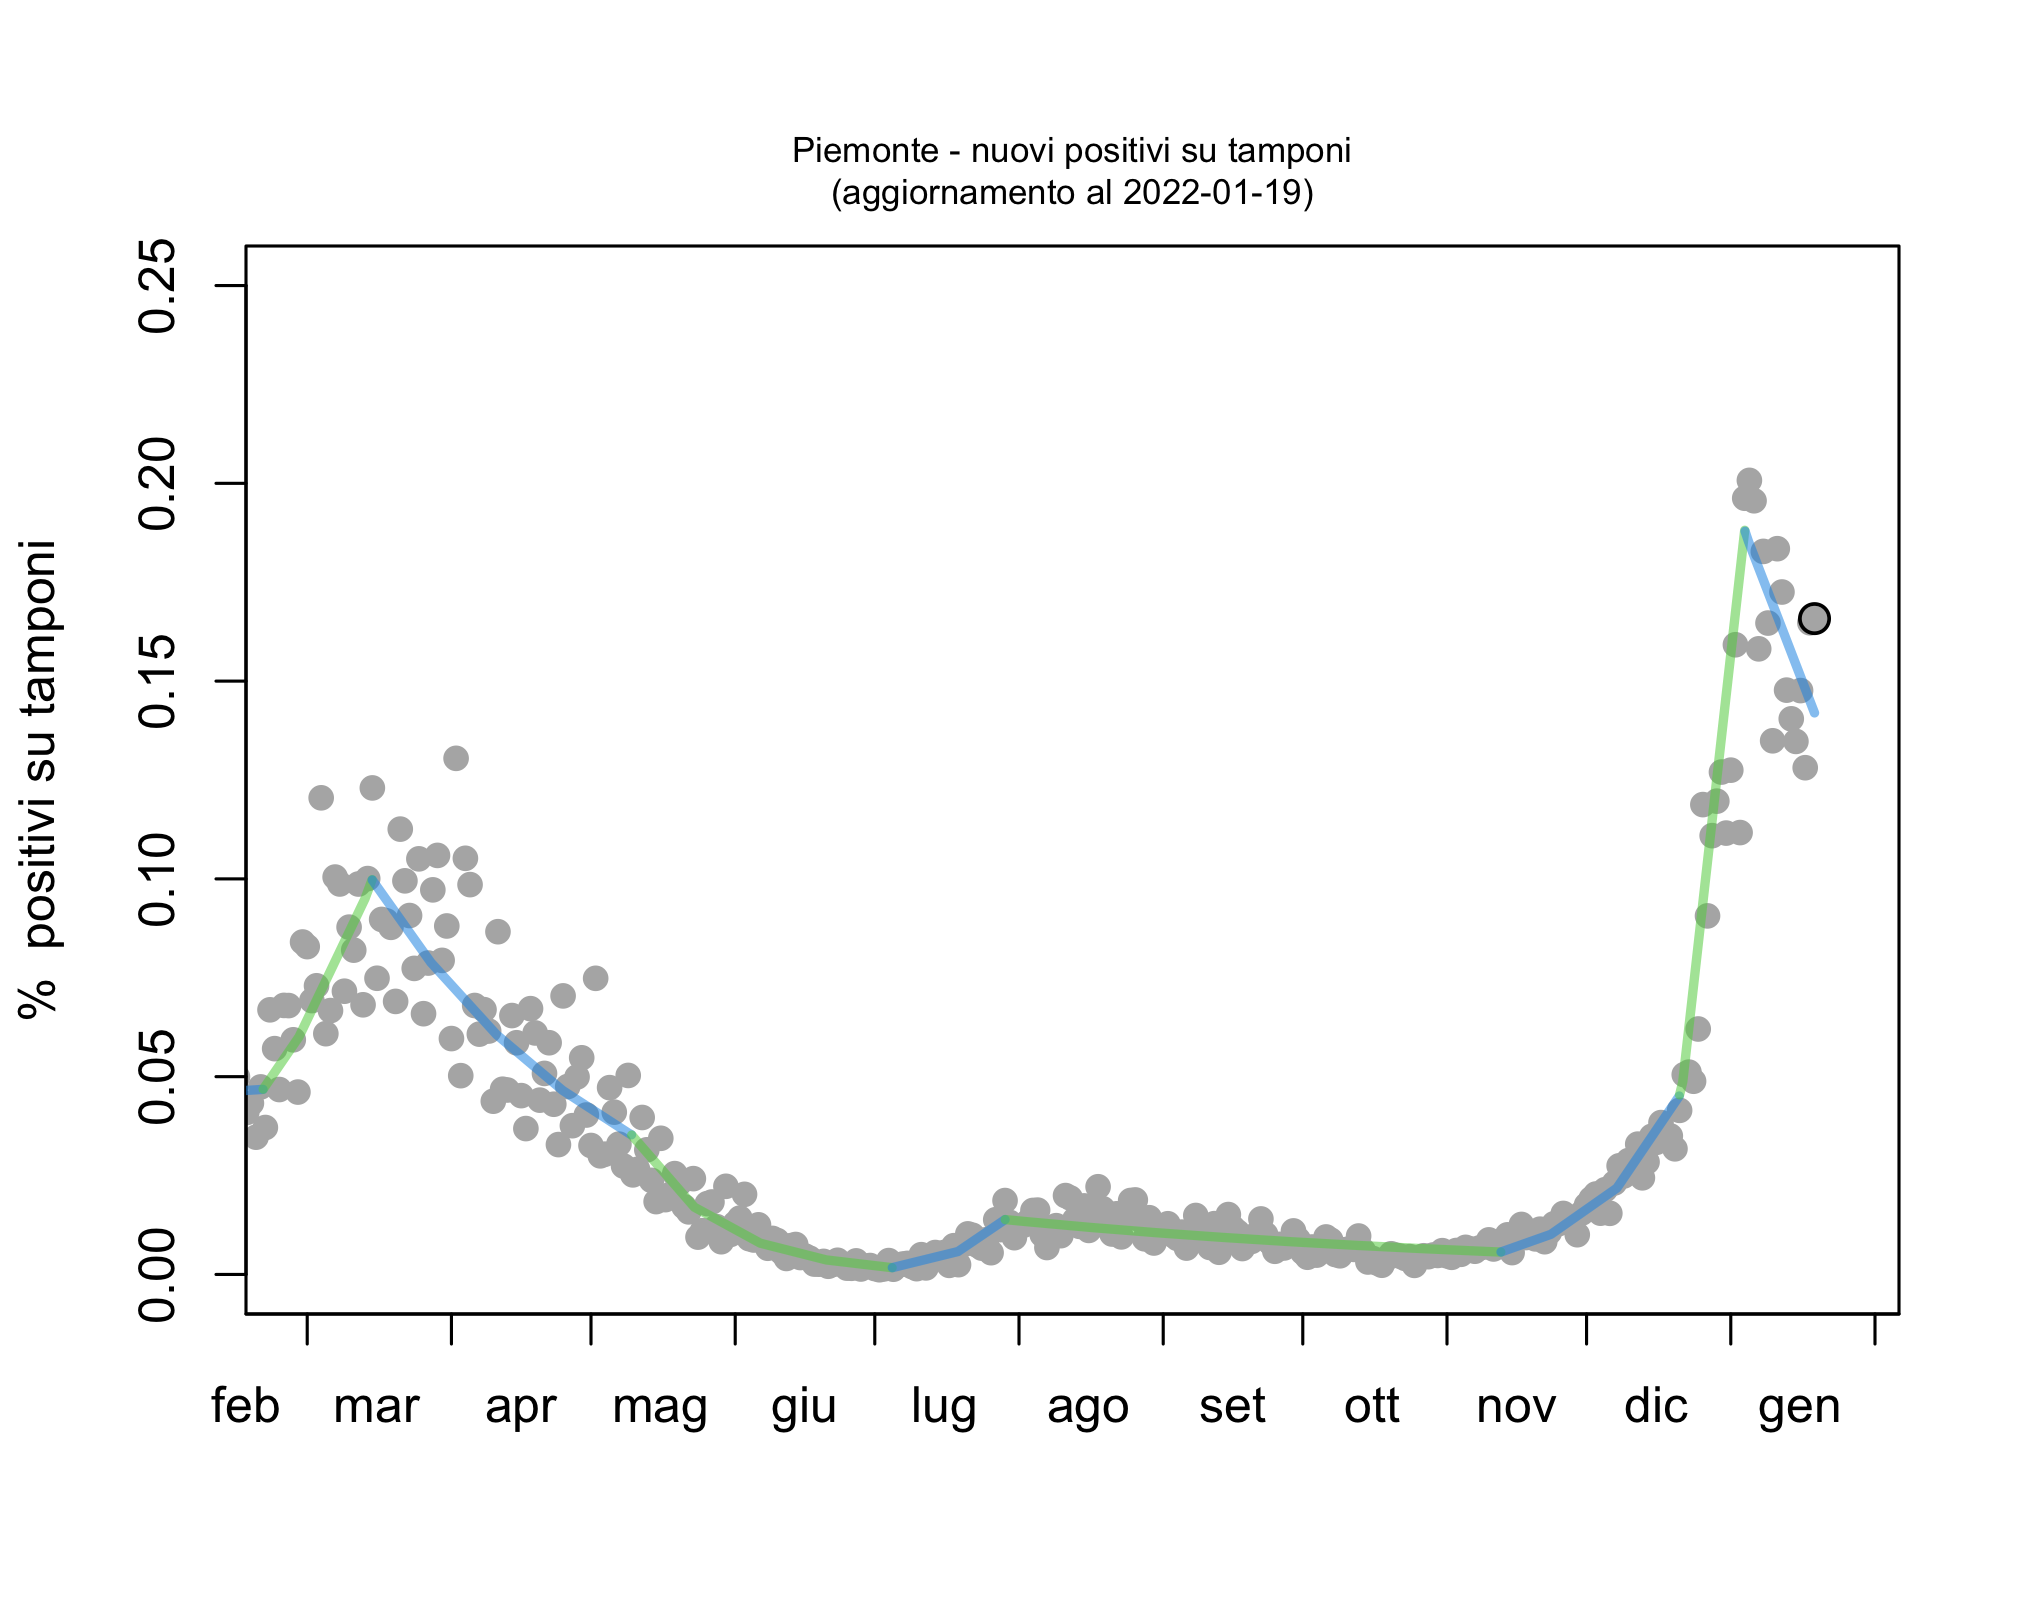 Piemonte - nuovi positivi su tamponi
(aggiornamento al 2022-01-19)
% positivi su tamponi
0.25
0.20
0.15
0.10
0.05
0.00
feb mar apr mag giu lug ago set ott nov dic gen